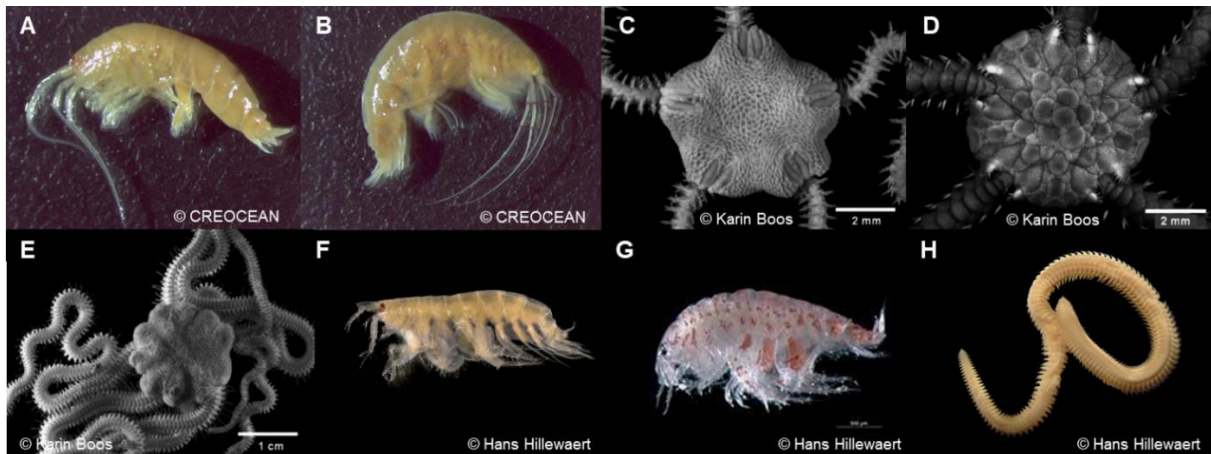 A
B
C
D
© CREOCEAN
© CREOCEAN
© Karin Boos
2 mm
© Karin Boos
2 mm
E
F
G
H
© Karin Boos
1 cm
© Hans Hillewaert
© Hans Hillewaert
© Hans Hillewaert